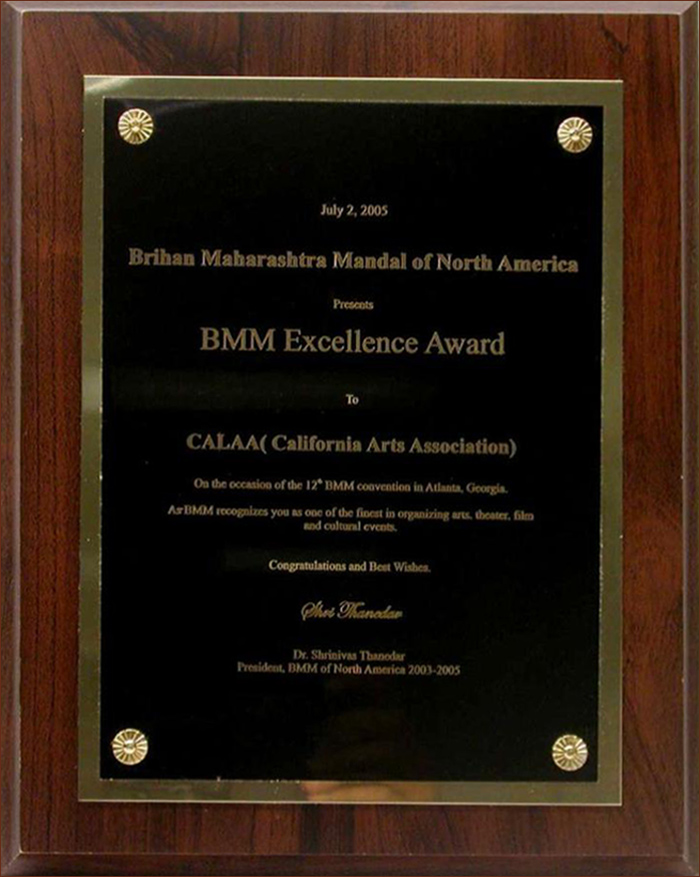 July 2, 2005
Brihan Maharashtra Mandal of North America
Presents
BMM Excellence Award
To
CALAA( California Arts Association)
On the occasion of the 12th BMM convention in Atlanta, Georgia.
BMM recognizes you as one of the finest in organizing arts, theater, film
and cultural events.
Congratulations and Best Wishes.
Shri Thanedar
Dr. Shrinivas Thanedar
President, BMM of North America 2003-2005